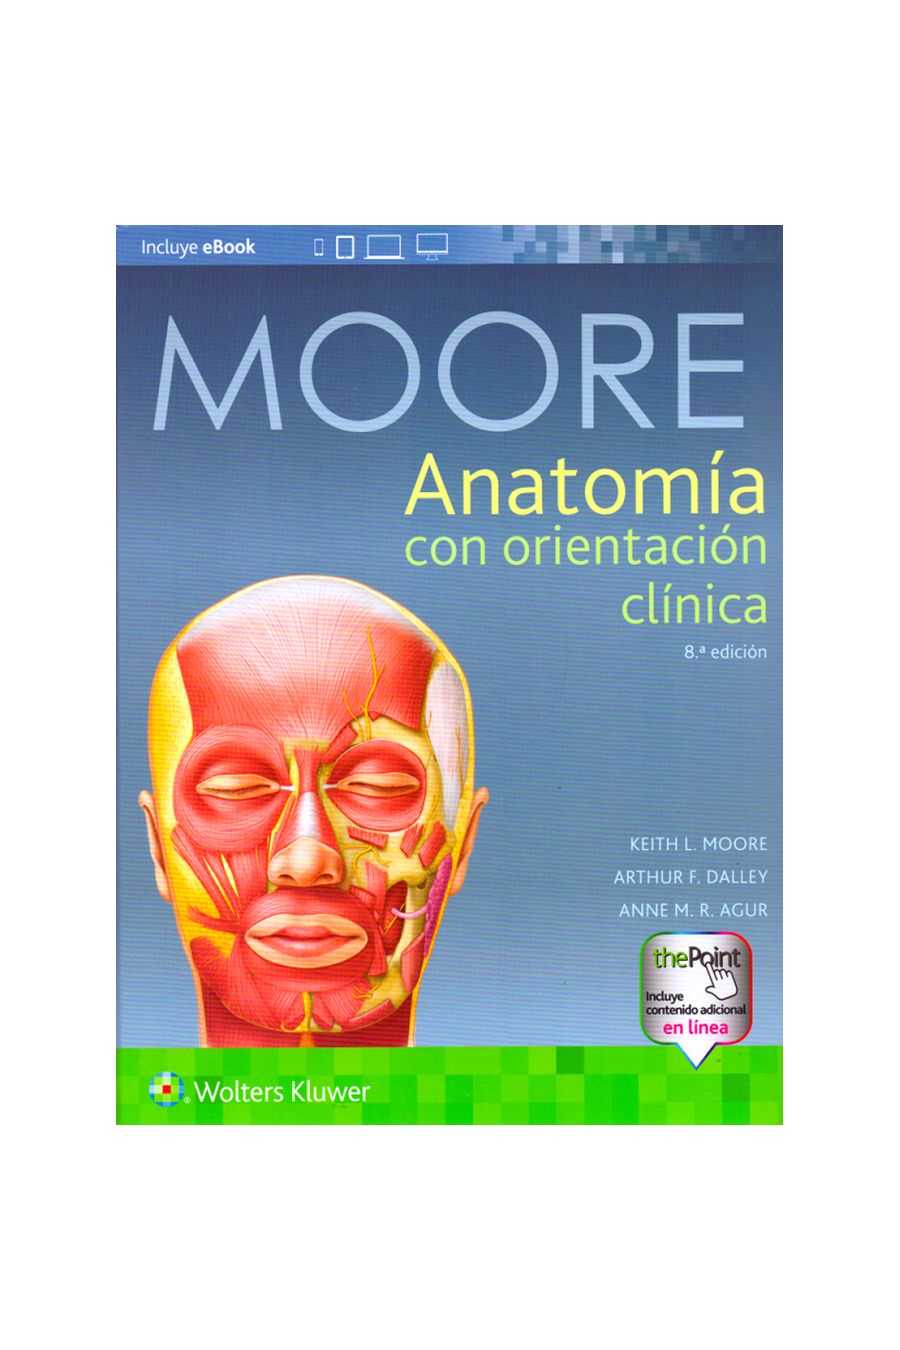 Incluye eBook
MOORE
Anatomía
con orientación
clínica
8.ª edición
KEITH L. MOORE
ARTHUR F. DALLEY
ANNE M. R. AGUR
thePoint
Incluye
contenido adicional
en línea
Wolters Kluwer